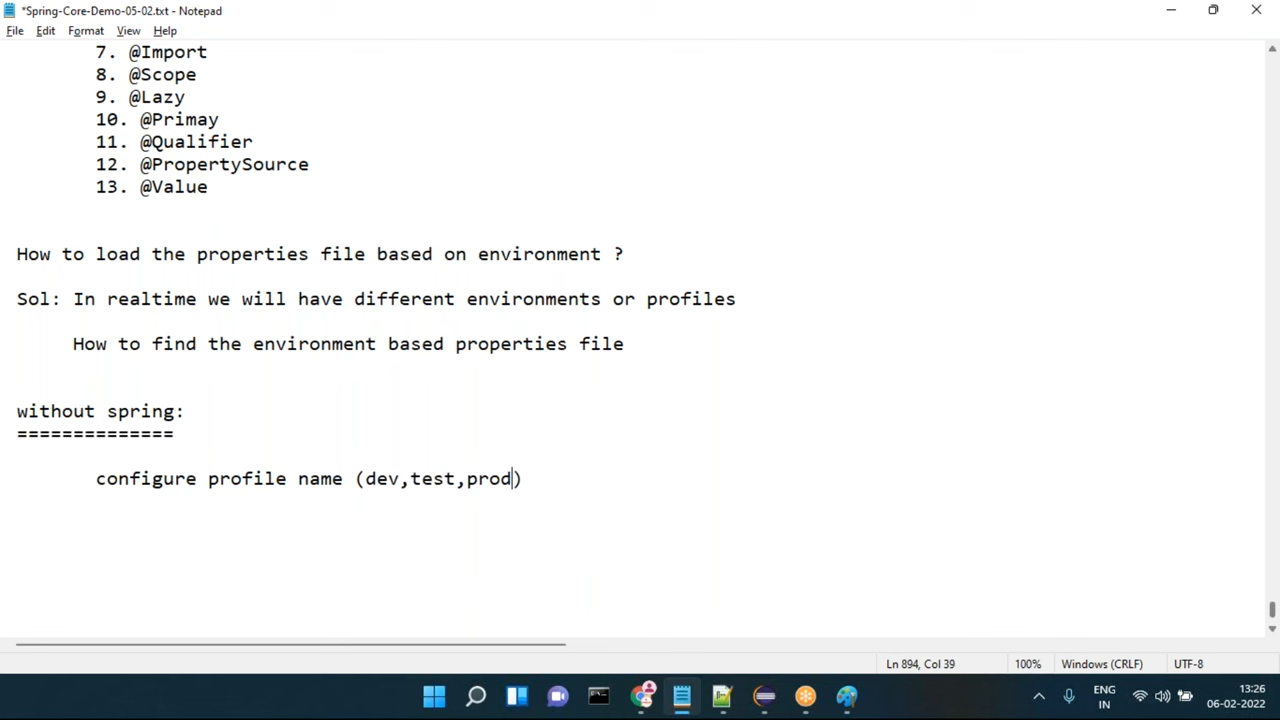 *Spring-Core-Demo-05-02.txt - Notepad
File Edit Format View Help
7. @Import
8. @Scope
9. @Lazy
10. @Primay
11. @Qualifier
12. @PropertySource
13. @Value
How to load the properties file based on environment ?
Sol: In realtime we will have different environments or profiles
How to find the environment based properties file
without spring:
==============
configure profile name (dev,test,prod)
Ln 894, Col 39 100% Windows (CRLF) UTF-8
ENG 13:26
IN 06-02-2022